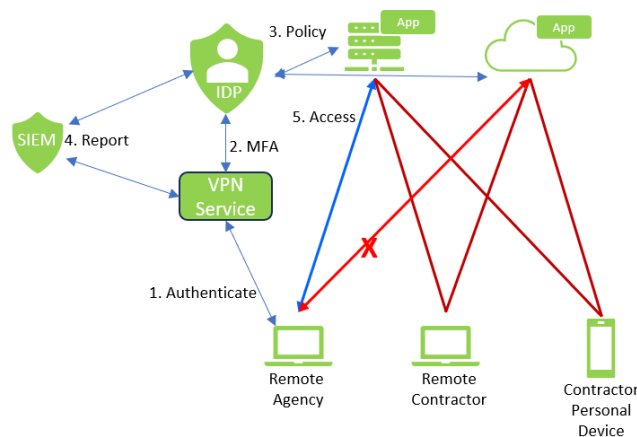 3. Policy
App
App
IDP
SIEM
4. Report
2. MFA
5. Access
VPN
Service
X
1. Authenticate
Remote
Agency
Remote
Contractor
Contractor
Personal
Device